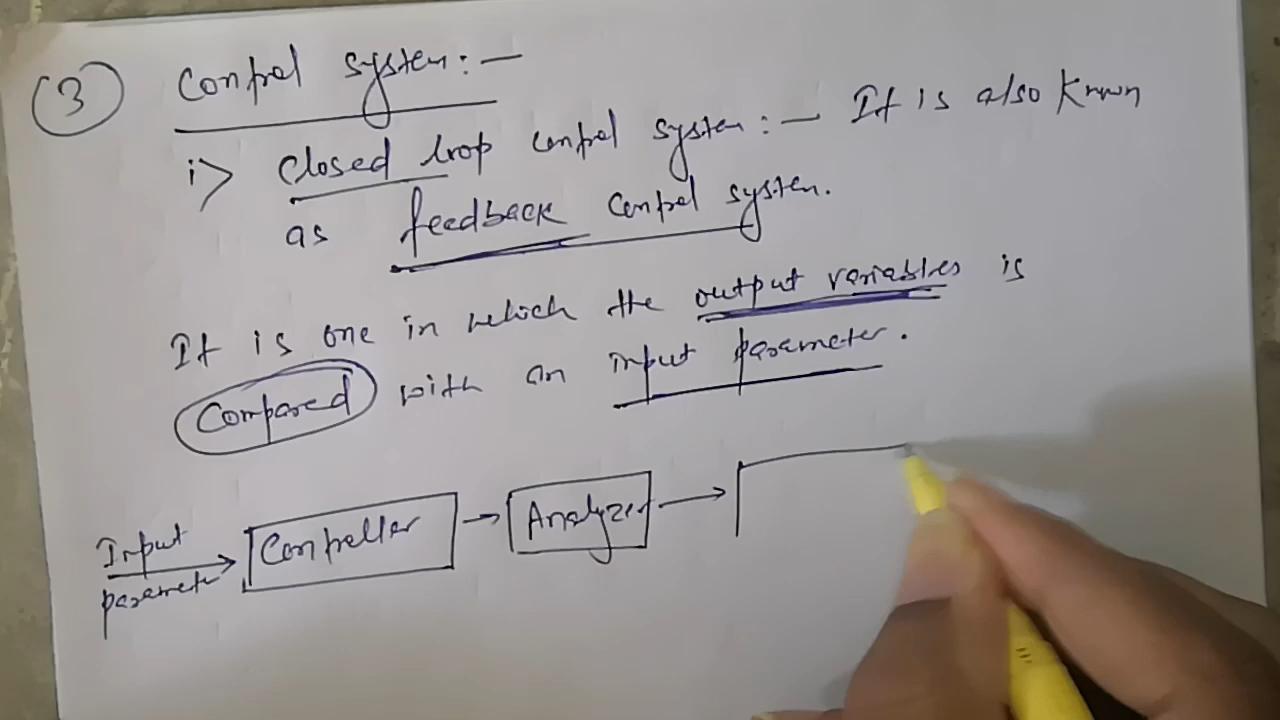 (3) Control system:—
i> Closed loop control system:— It is also known
as feedback control system.
It is one in which the output variables is
Compared with an input parameter.
Input
parameter
Controller
Analyzer